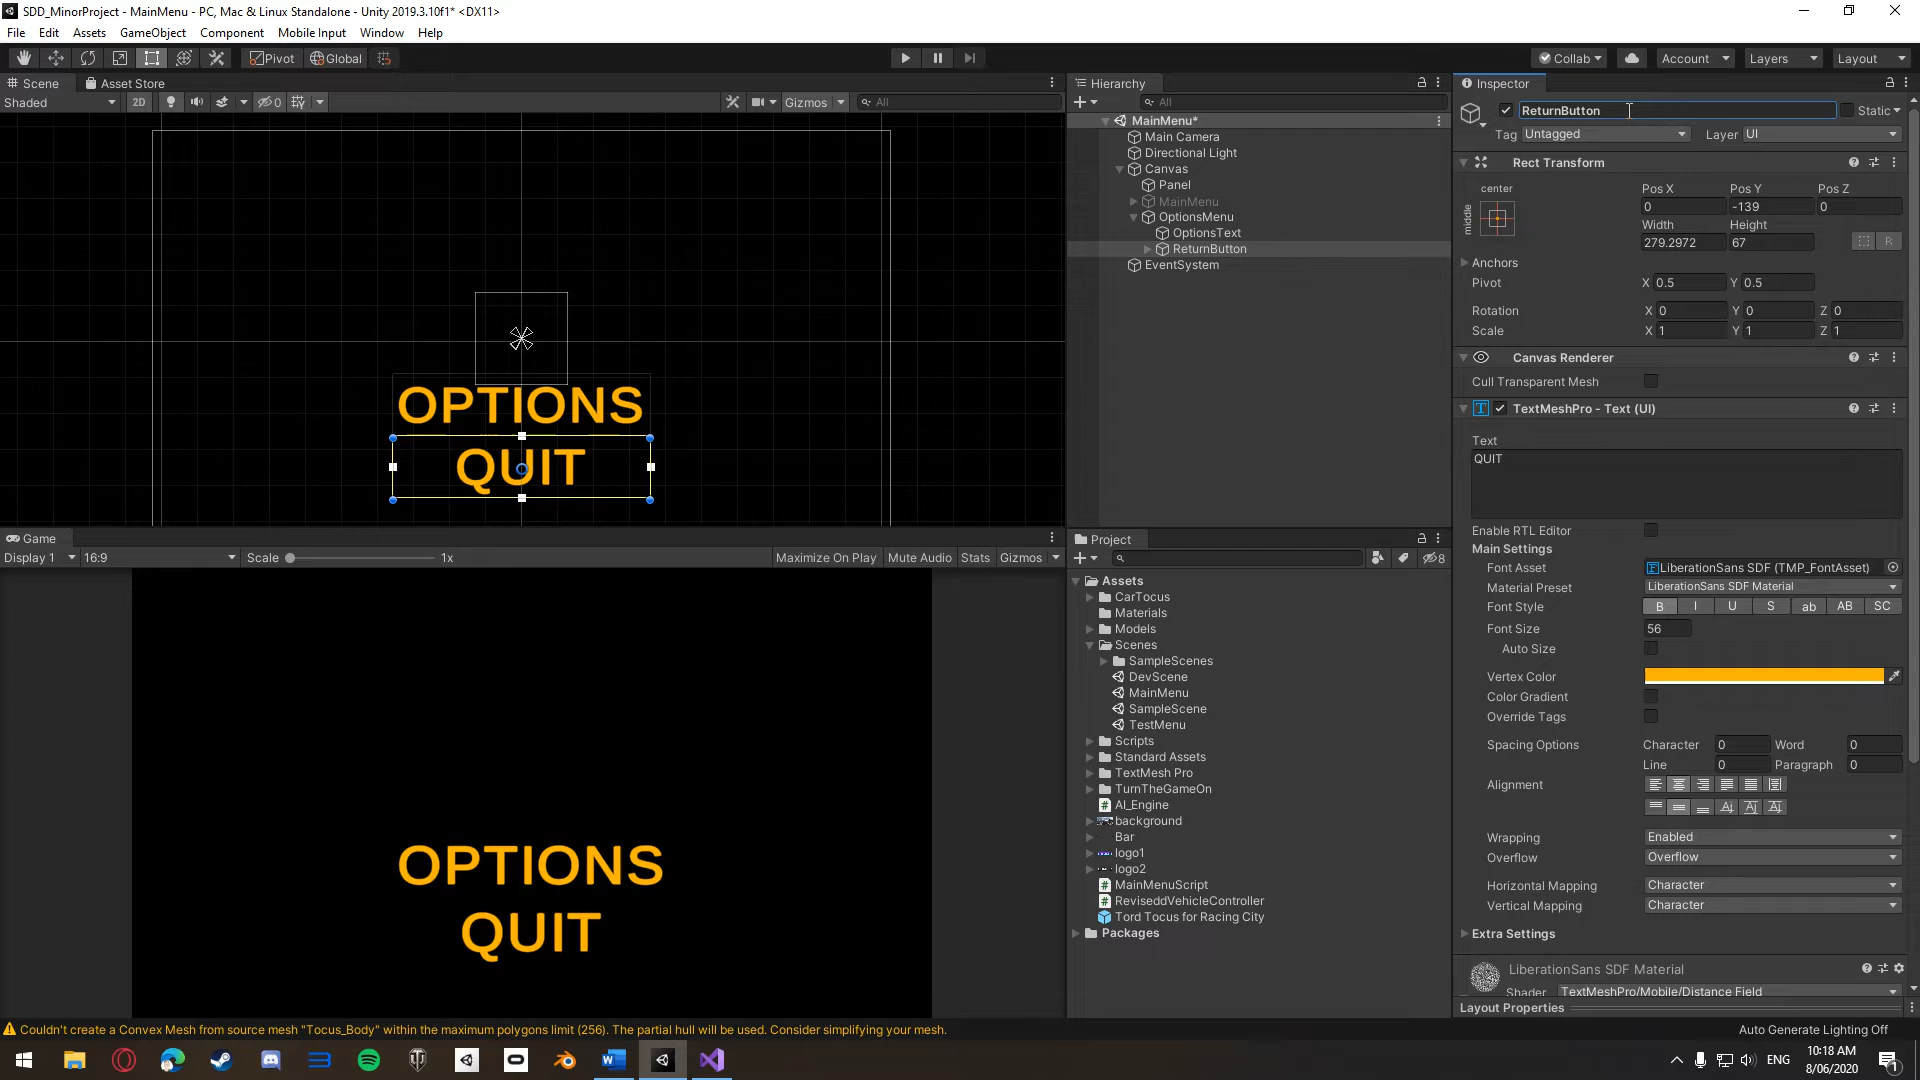 SDD_MinorProject - MainMenu - PC, Mac & Linux Standalone - Unity 2019.3.10f1* <DX11>
File Edit Assets GameObject Component Mobile Input Window Help
Pivot Global Collab Account Layers Layout
Scene Asset Store
Shaded 2D 0 Gizmos All
OPTIONS
QUIT
Game
Display 1 16:9 Scale 1x Maximize On Play Mute Audio Stats Gizmos
OPTIONS
QUIT
Hierarchy
All
MainMenu*
Main Camera
Directional Light
Canvas
Panel
MainMenu
OptionsMenu
OptionsText
ReturnButton
EventSystem
Project
8
Assets
CarTocus
Materials
Models
Scenes
SampleScenes
DevScene
MainMenu
SampleScene
TestMenu
Scripts
Standard Assets
TextMesh Pro
TurnTheGameOn
AI_Engine
background
Bar
logo1
logo2
MainMenuScript
ReviseddVehicleController
Tord Tocus for Racing City
Packages
Inspector
ReturnButton Static
Tag Untagged Layer UI
Rect Transform
center Pos X Pos Y Pos Z
middle 0 -139 0
Width Height
279.2972 67 R
Anchors
Pivot X 0.5 Y 0.5
Rotation X 0 Y 0 Z 0
Scale X 1 Y 1 Z 1
Canvas Renderer
Cull Transparent Mesh
TextMeshPro - Text (UI)
Text
QUIT
Enable RTL Editor
Main Settings
Font Asset LiberationSans SDF (TMP_FontAsset)
Material Preset LiberationSans SDF Material
Font Style B I U S ab AB SC
Font Size 56
Auto Size
Vertex Color
Color Gradient
Override Tags
Spacing Options Character 0 Word 0
Line 0 Paragraph 0
Alignment
Wrapping Enabled
Overflow Overflow
Horizontal Mapping Character
Vertical Mapping Character
Extra Settings
LiberationSans SDF Material
Shader TextMeshPro/Mobile/Distance Field
Layout Properties
Couldn't create a Convex Mesh from source mesh "Tocus_Body" within the maximum polygons limit (256). The partial hull will be used. Consider simplifying your mesh.
Auto Generate Lighting Off
ENG
10:18 AM
8/06/2020
1